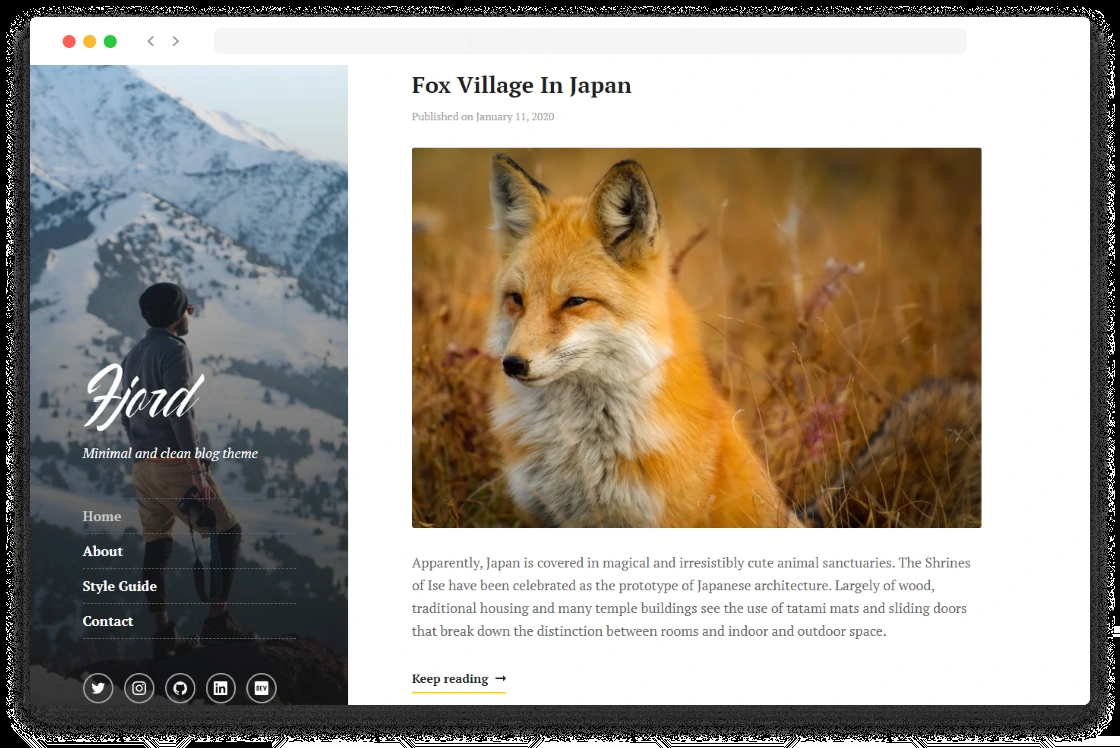 Fjord
Minimal and clean blog theme
Home
About
Style Guide
Contact
DEV
Fox Village In Japan
Published on January 11, 2020
Apparently, Japan is covered in magical and irresistibly cute animal sanctuaries. The Shrines
of Ise have been celebrated as the prototype of Japanese architecture. Largely of wood,
traditional housing and many temple buildings see the use of tatami mats and sliding doors
that break down the distinction between rooms and indoor and outdoor space.
Keep reading →